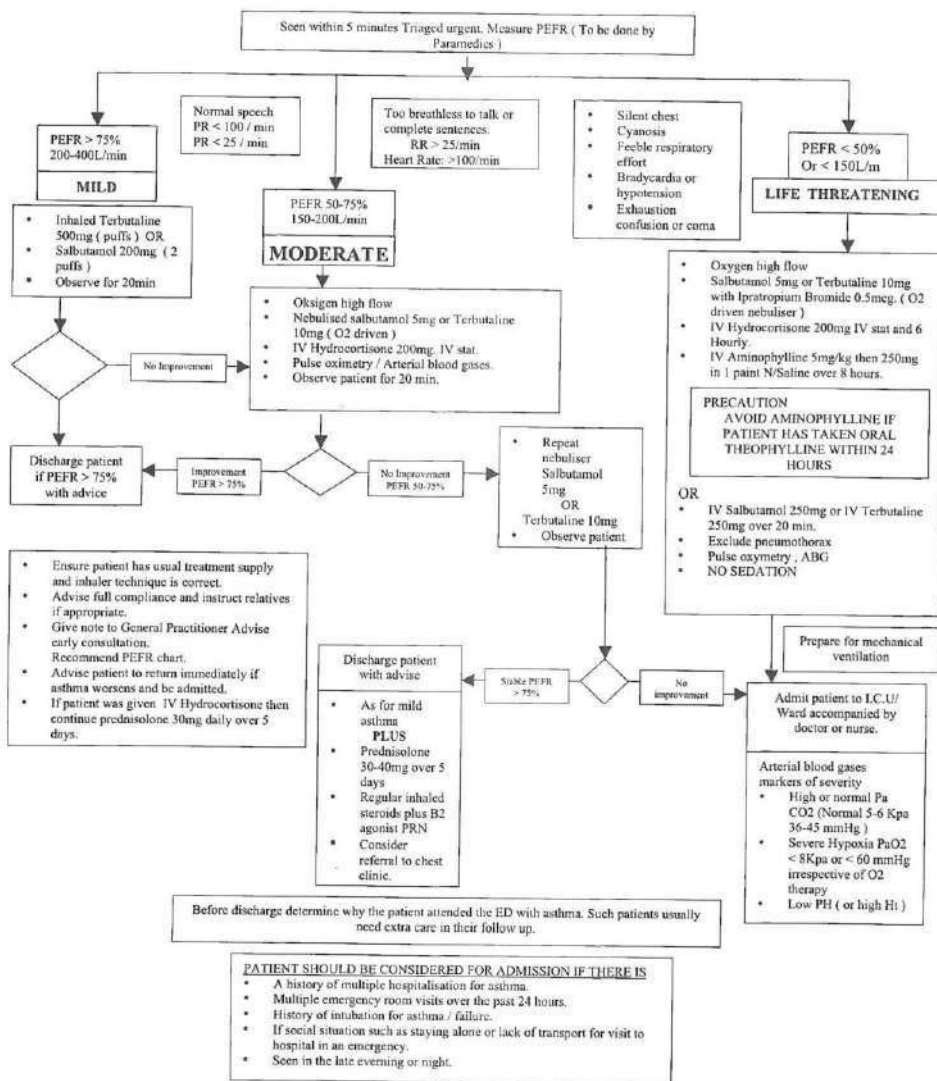 Seen within 5 minutes Triaged urgent. Measure PEFR ( To be done by
Paramedics )
PEFR > 75%
200-400L/min
MILD
Normal speech
PR < 100 / min
PR < 25 / min
Too breathless to talk or
complete sentences.
RR > 25/min
Heart Rate: >100/min
• Silent chest
• Cyanosis
• Feeble respiratory
effort
• Bradycardia or
hypotension
• Exhaustion
confusion or coma
PEFR < 50%
Or < 150L/m
LIFE THREATENING
PEFR 50-75%
150-200L/min
MODERATE
• Inhaled Terbutaline
500mg ( puffs ) OR
• Salbutamol 200mg ( 2
puffs )
• Observe for 20min
• Oksigen high flow
• Nebulised salbutamol 5mg or Terbutaline
10mg ( O2 driven )
• IV Hydrocortisone 200mg. IV stat.
• Pulse oximetry / Arterial blood gases.
• Observe patient for 20 min.
• Oxygen high flow
• Salbutamol 5mg or Terbutaline 10mg
with Ipratropium Bromide 0.5mcg. ( O2
driven nebuliser )
• IV Hydrocortisone 200mg IV stat and 6
Hourly.
• IV Aminophylline 5mg/kg then 250mg
in 1 paint N/Saline over 8 hours.
PRECAUTION
AVOID AMINOPHYLLINE IF
PATIENT HAS TAKEN ORAL
THEOPHYLLINE WITHIN 24
HOURS
OR
• IV Salbutamol 250mg or IV Terbutaline
250mg over 20 min.
• Exclude pneumothorax
• Pulse oxymetry , ABG
• NO SEDATION
No Improvement
Discharge patient
if PEFR > 75%
with advice
Improvement
PEFR > 75%
No Improvement
PEFR 50-75%
• Repeat
nebuliser
Salbutamol
5mg
OR
Terbutaline 10mg
• Observe patient
• Ensure patient has usual treatment supply
and inhaler technique is correct.
• Advise full compliance and instruct relatives
if appropriate.
• Give note to General Practitioner Advise
early consultation.
Recommend PEFR chart.
• Advise patient to return immediately if
asthma worsens and be admitted.
• If patient was given IV Hydrocortisone then
continue prednisolone 30mg daily over 5
days.
Discharge patient
with advise
• As for mild
asthma
PLUS
• Prednisolone
30-40mg over 5
days
• Regular inhaled
steroids plus B2
agonist PRN
• Consider
referral to chest
clinic.
Stable PEFR
> 75%
No
improvement
Prepare for mechanical
ventilation
Admit patient to I.C.U/
Ward accompanied by
doctor or nurse.
Arterial blood gases
markers of severity
• High or normal Pa
CO2 (Normal 5-6 Kpa
36-45 mmHg )
• Severe Hypoxia PaO2
< 8Kpa or < 60 mmHg
irrespective of O2
therapy
• Low PH ( or high Ht )
Before discharge determine why the patient attended the ED with asthma. Such patients usually
need extra care in their follow up.
PATIENT SHOULD BE CONSIDERED FOR ADMISSION IF THERE IS
• A history of multiple hospitalisation for asthma.
• Multiple emergency room visits over the past 24 hours.
• History of intubation for asthma / failure.
• If social situation such as staying alone or lack of transport for visit to
hospital in an emergency.
• Seen in the late evening or night.